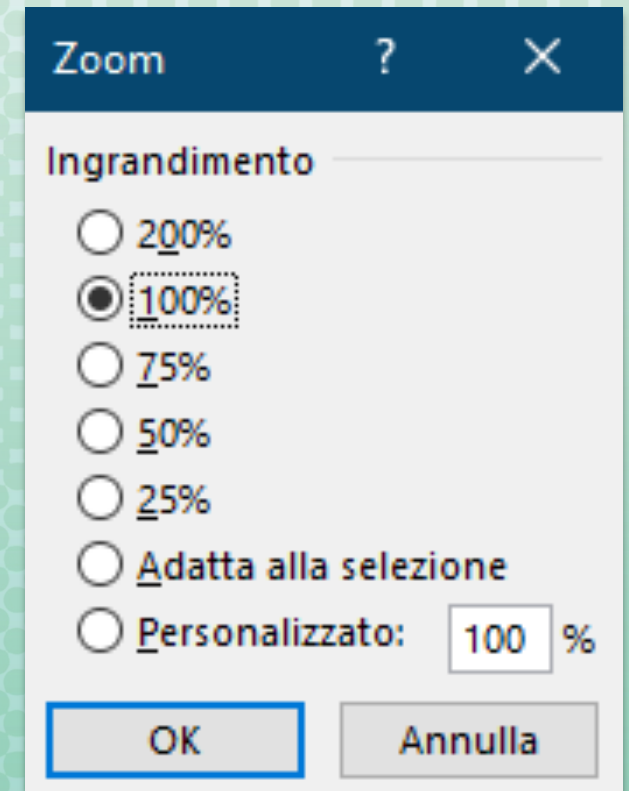 Zoom ? ×
Ingrandimento
200%
100%
75%
50%
25%
Adatta alla selezione
Personalizzato: 100 %
OK Annulla